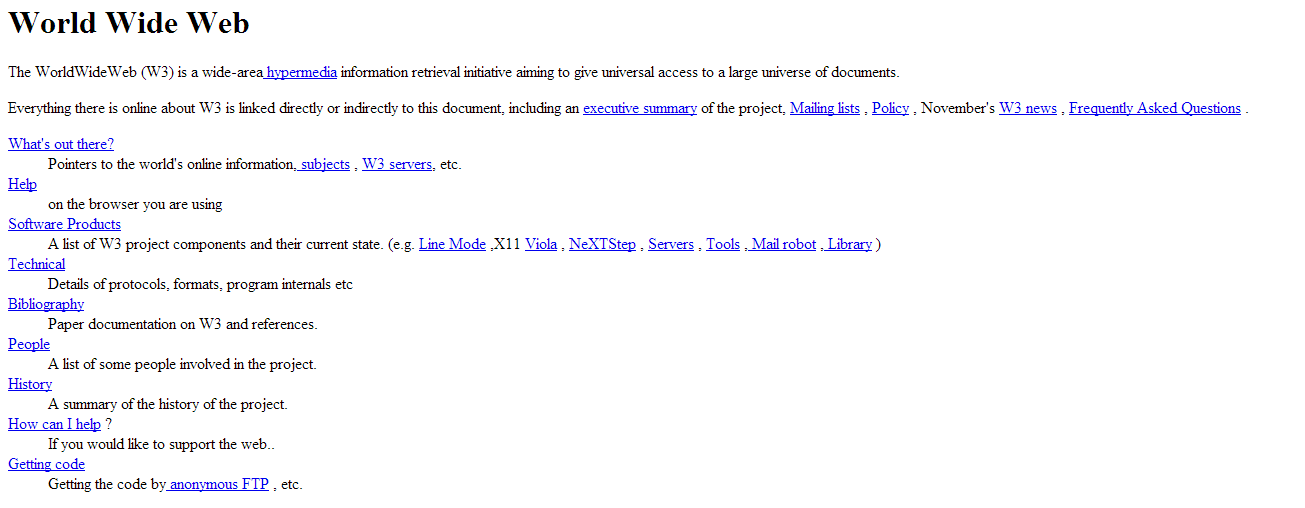 World Wide Web
The WorldWideWeb (W3) is a wide-area hypermedia information retrieval initiative aiming to give universal access to a large universe of documents.
Everything there is online about W3 is linked directly or indirectly to this document, including an executive summary of the project, Mailing lists , Policy , November's W3 news , Frequently Asked Questions .
What's out there?
Pointers to the world's online information, subjects , W3 servers, etc.
Help
on the browser you are using
Software Products
A list of W3 project components and their current state. (e.g. Line Mode ,X11 Viola , NeXTStep , Servers , Tools , Mail robot , Library )
Technical
Details of protocols, formats, program internals etc
Bibliography
Paper documentation on W3 and references.
People
A list of some people involved in the project.
History
A summary of the history of the project.
How can I help ?
If you would like to support the web..
Getting code
Getting the code by anonymous FTP , etc.